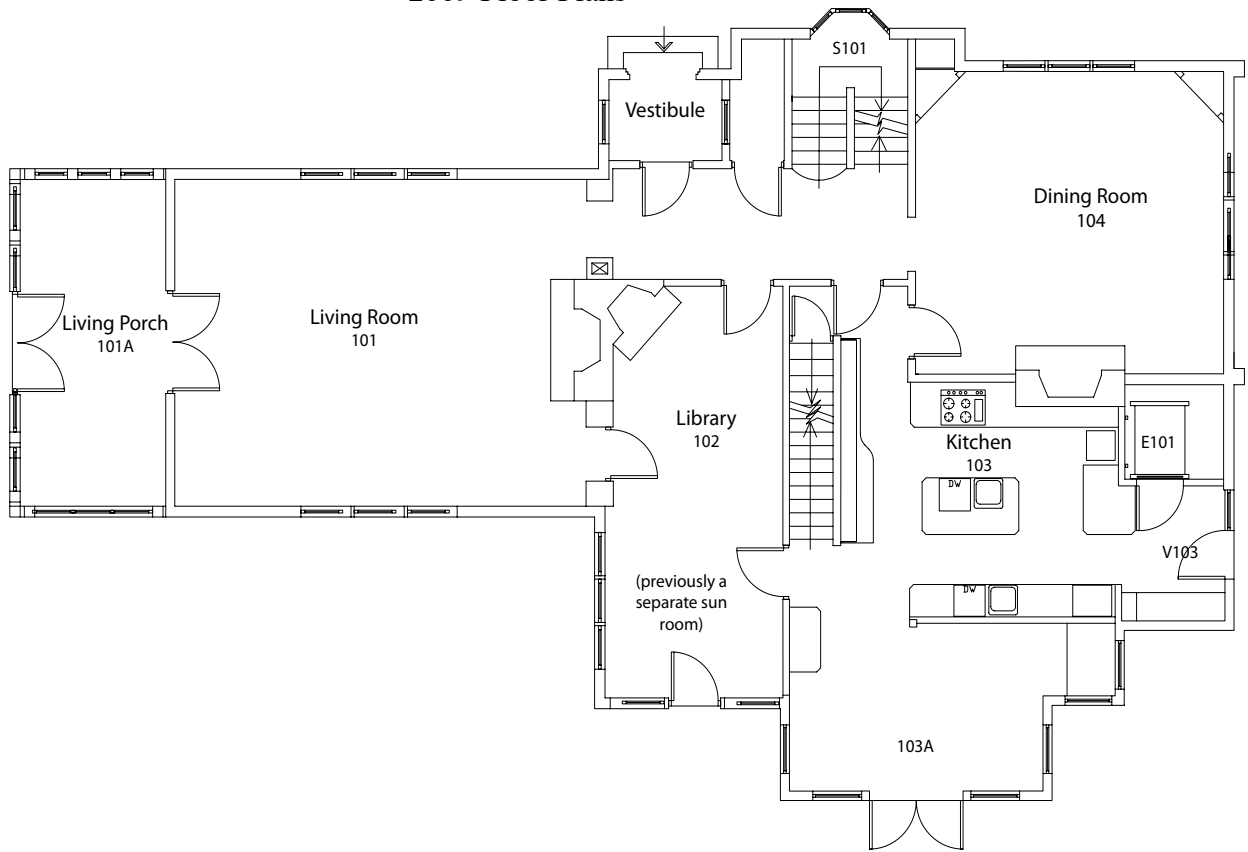 S101
Vestibule
Dining Room
104
Living Porch
101A
Living Room
101
Library
102
Kitchen
103
E101
DW
V103
(previously a
separate sun
room)
DW
103A